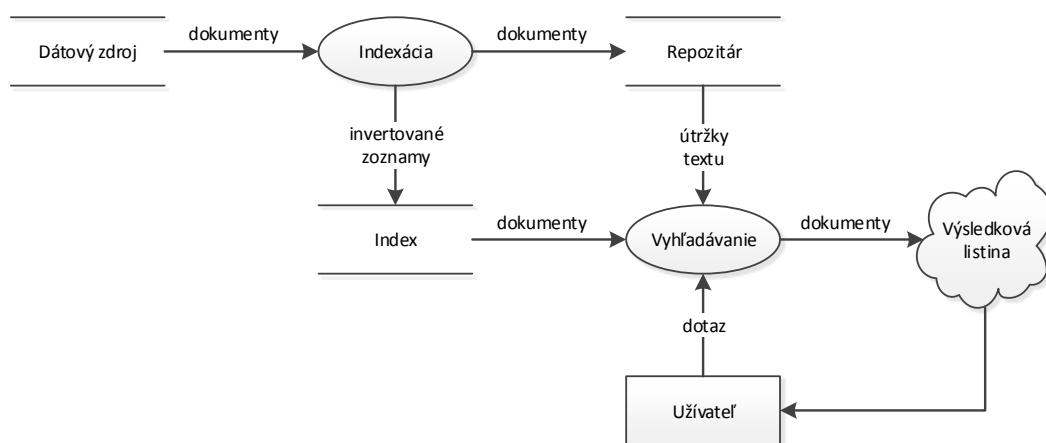 Dátový zdroj
dokumenty
Indexácia
dokumenty
Repozitár
invertované
zoznamy
útržky
textu
Index
dokumenty
Vyhľadávanie
dokumenty
Výsledková
listina
dotaz
Užívateľ